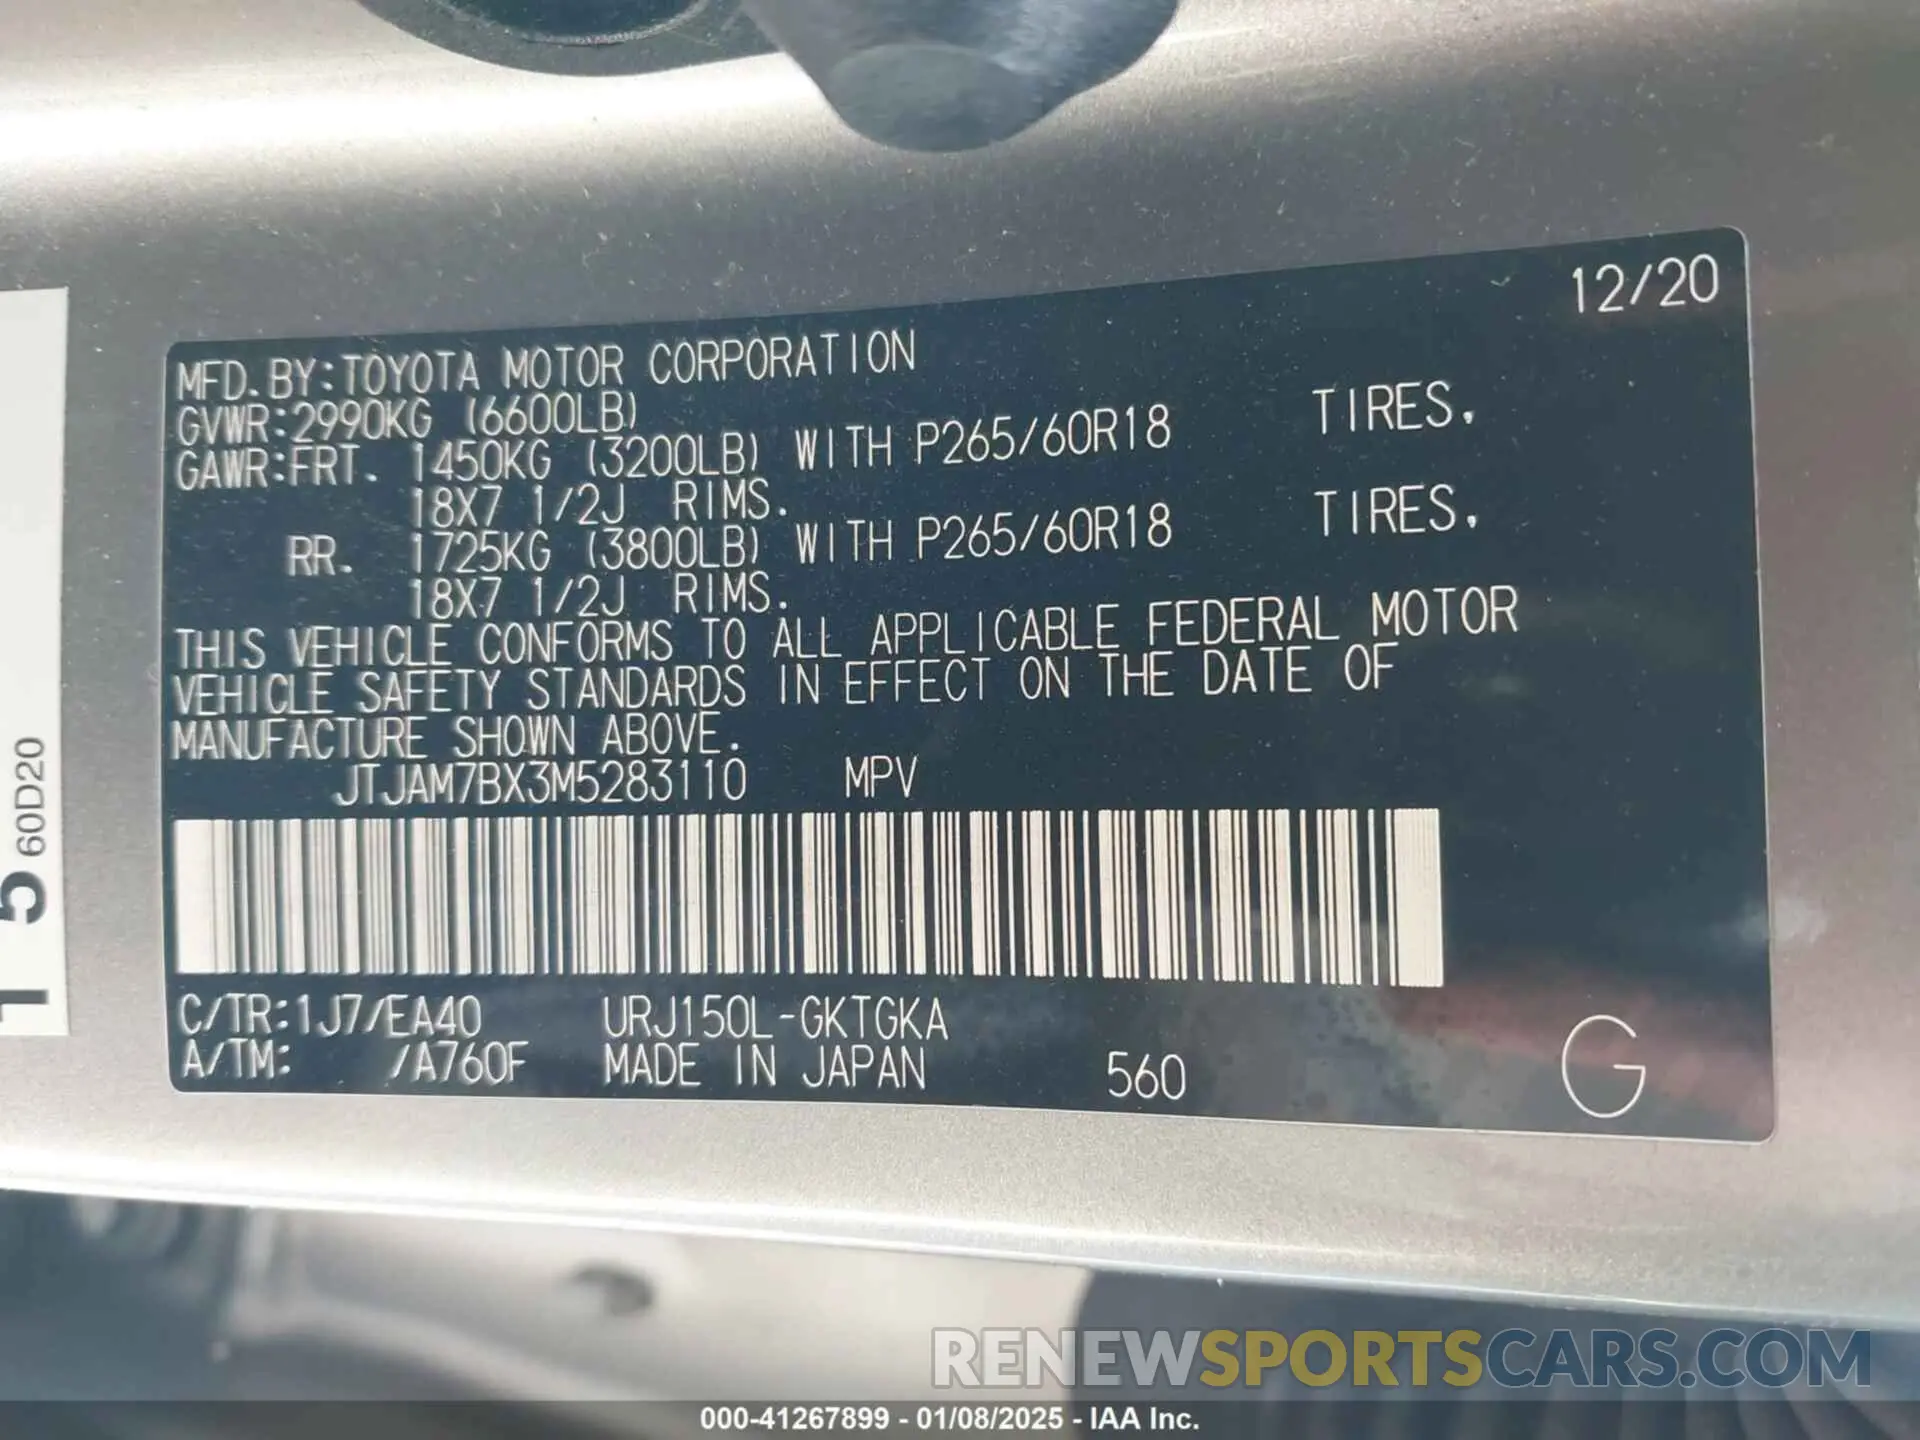 12/20
MFD. BY: TOYOTA MOTOR CORPORATION
GVWR: 2990KG (6600LB)
GAWR: FRT. 1450KG (3200LB) WITH P265/60R18 TIRES,
18X7 1/2J RIMS.
RR. 1725KG (3800LB) WITH P265/60R18 TIRES,
18X7 1/2J RIMS.
THIS VEHICLE CONFORMS TO ALL APPLICABLE FEDERAL MOTOR
VEHICLE SAFETY STANDARDS IN EFFECT ON THE DATE OF
MANUFACTURE SHOWN ABOVE.
JTJAM7BX3M5283110 MPV
C/TR: 1J7/EA40 URJ150L-GKTGKA
A/TM: /A760F MADE IN JAPAN 560 G
1 5 60D20
RENEWSPORTSCARS.COM
000-41267899 - 01/08/2025 - IAA Inc.